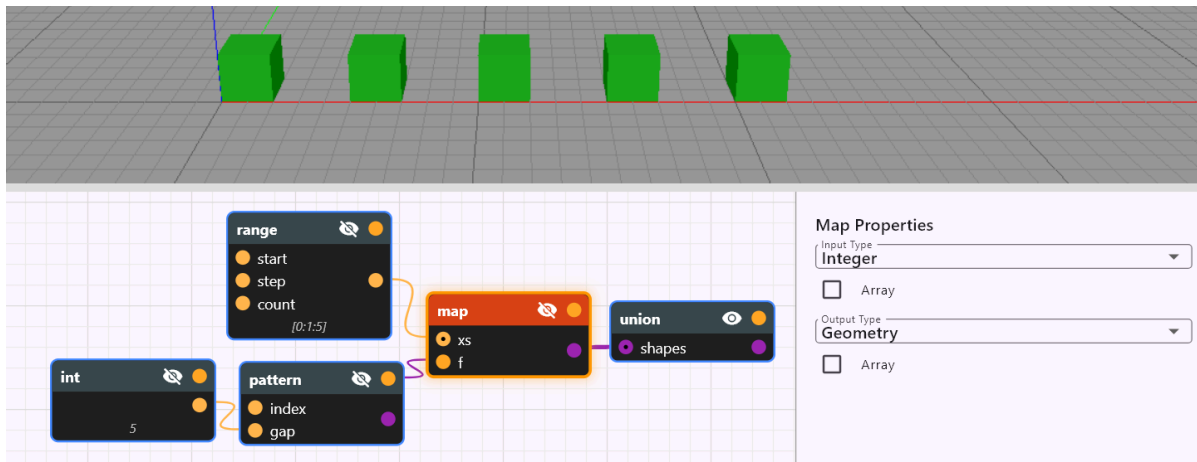 range
start
step
count
[0:1:5]
int
5
pattern
index
gap
map
xs
f
union
shapes
Map Properties
Input Type
Integer
Array
Output Type
Geometry
Array